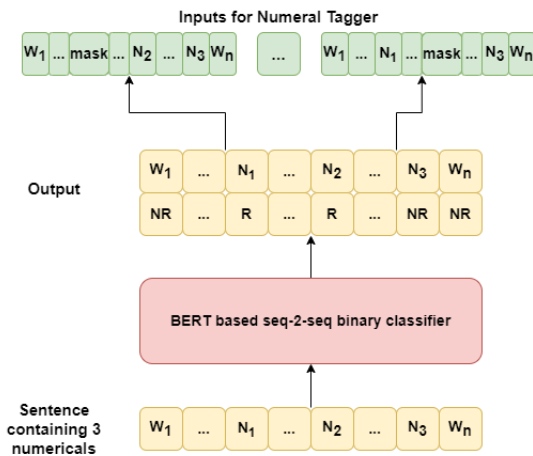 Inputs for Numeral Tagger
W1 ... mask ... N2 ... N3 Wn ... W1 ... N1 ... mask ... N3 Wn
Output
W1 ... N1 ... N2 ... N3 Wn
NR ... R ... R ... NR NR
BERT based seq-2-seq binary classifier
Sentence
containing 3
numericals
W1 ... N1 ... N2 ... N3 Wn